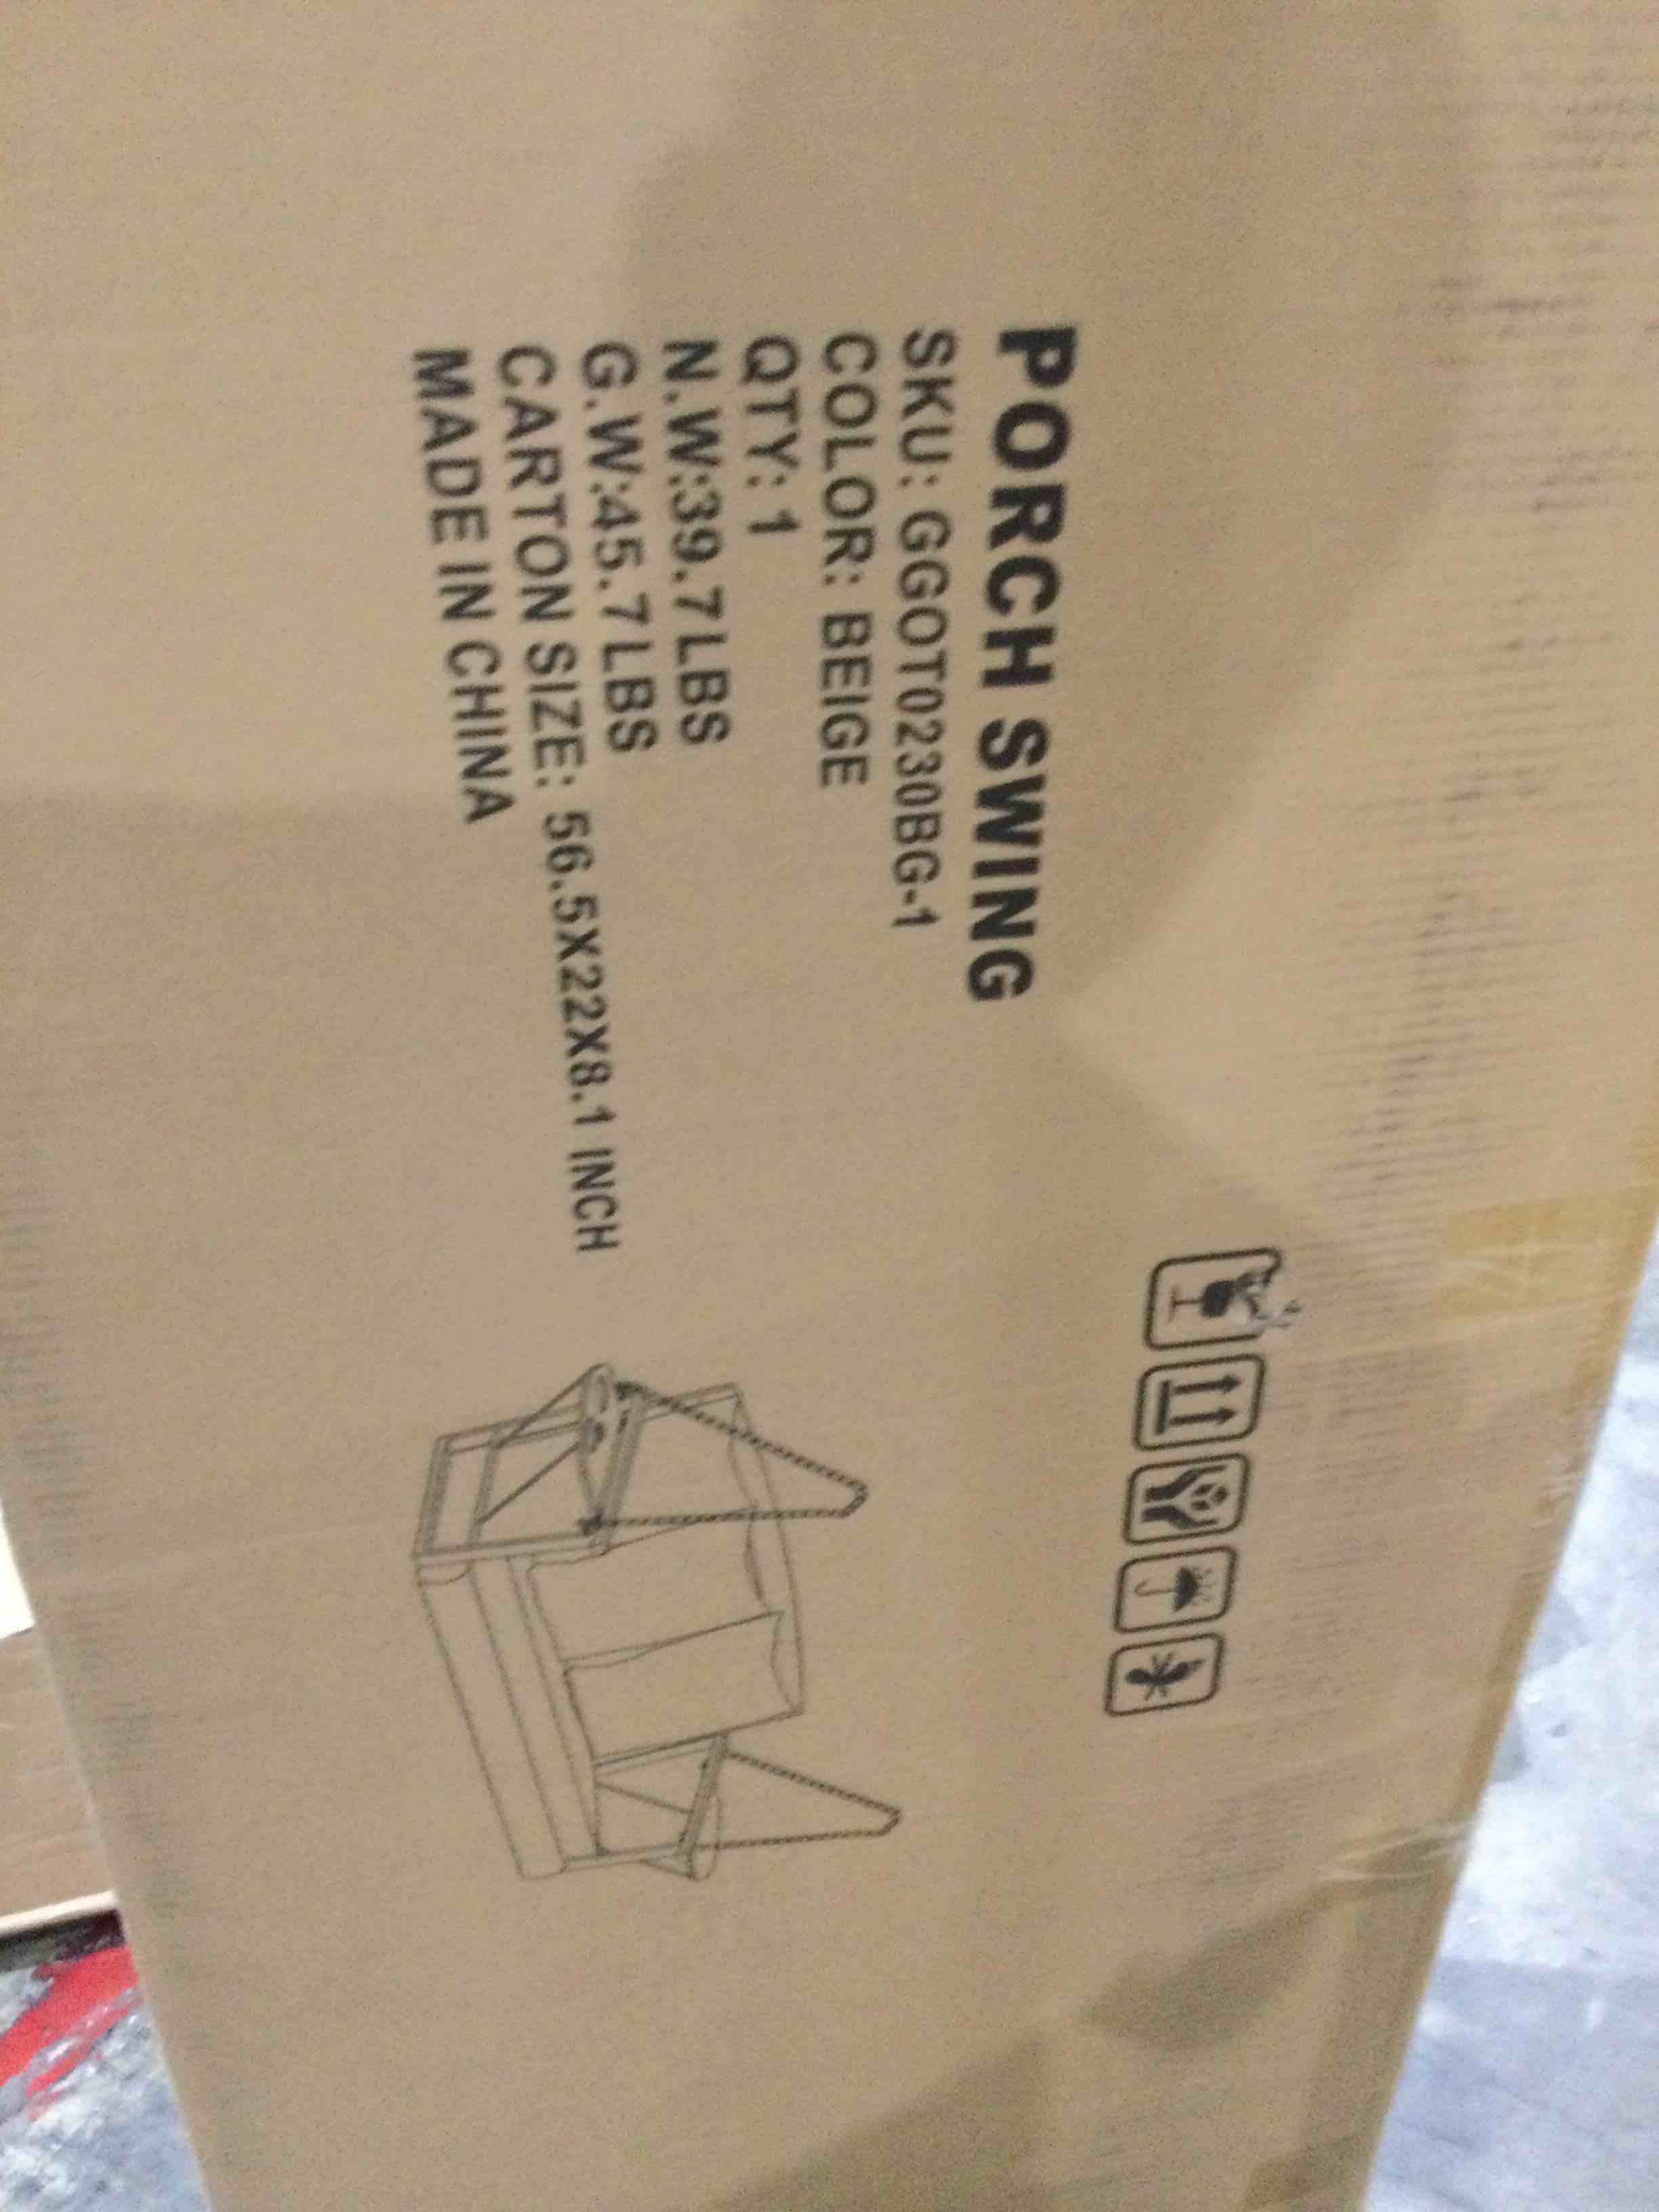 PORCH SWING
SKU: GGOT0230BG-1
COLOR: BEIGE
QTY: 1
N.W:39.7LBS
G.W:45.7LBS
CARTON SIZE: 56.5X22X8.1 INCH
MADE IN CHINA